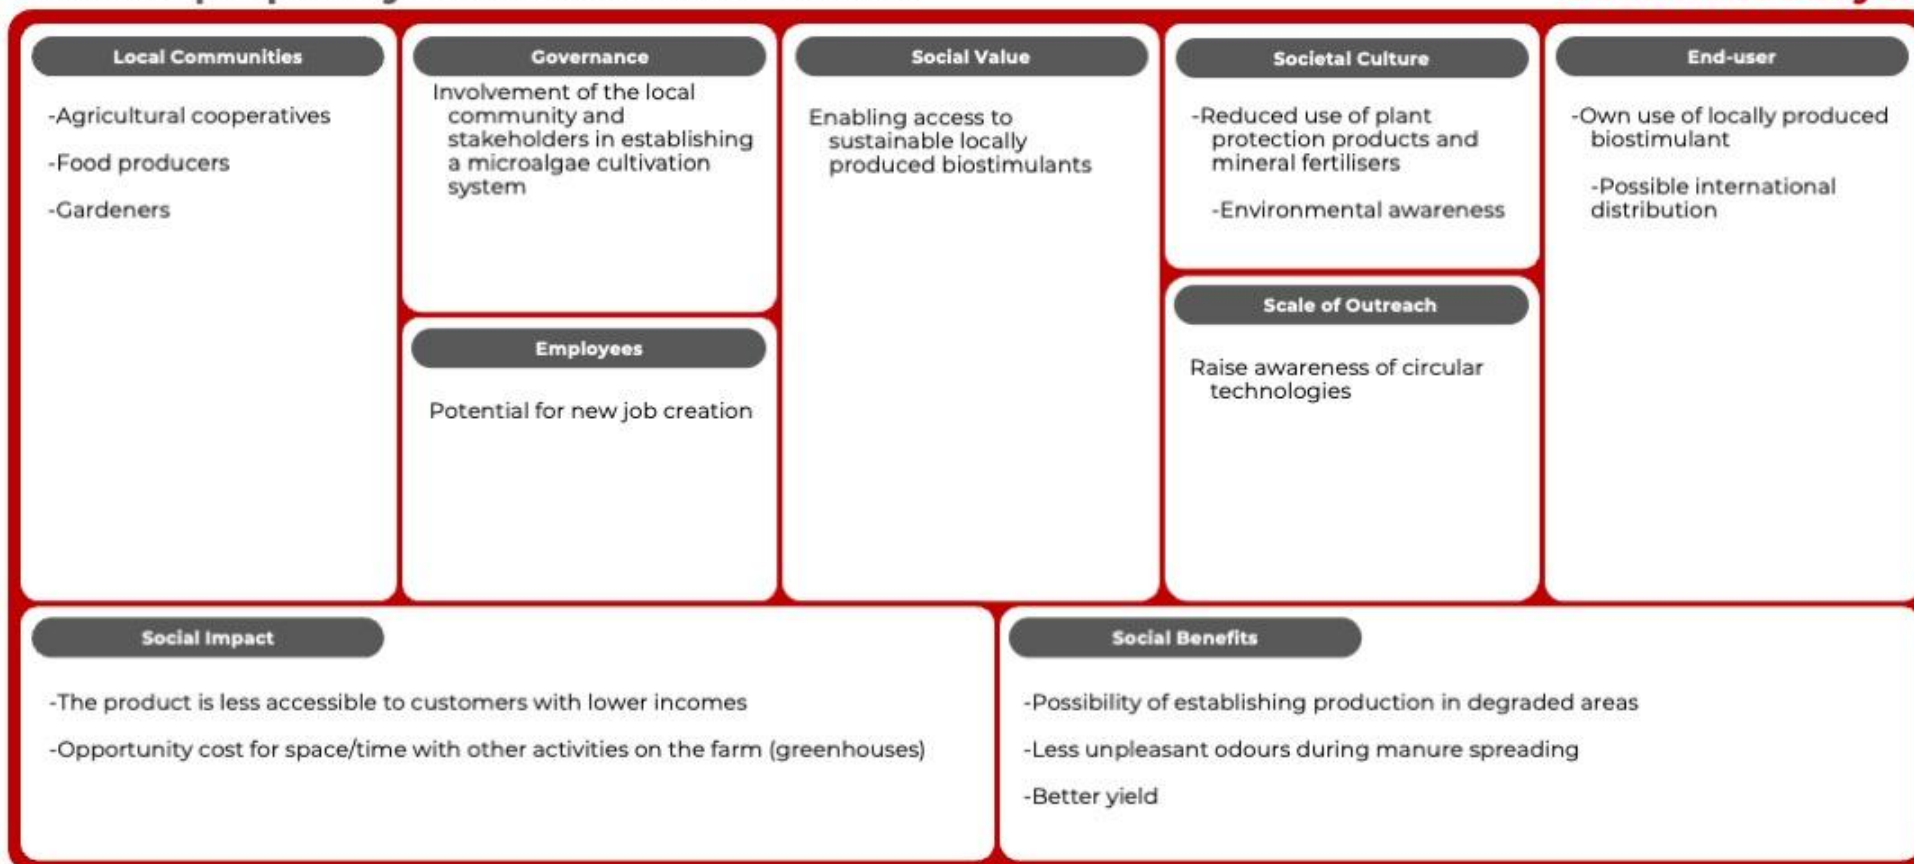 Local Communities
-Agricultural cooperatives
-Food producers
-Gardeners
Governance
Involvement of the local
community and
stakeholders in establishing
a microalgae cultivation
system
Employees
Potential for new job creation
Social Value
Enabling access to
sustainable locally
produced biostimulants
Societal Culture
-Reduced use of plant
protection products and
mineral fertilisers
-Environmental awareness
Scale of Outreach
Raise awareness of circular
technologies
End-user
-Own use of locally produced
biostimulant
-Possible international
distribution
Social Impact
-The product is less accessible to customers with lower incomes
-Opportunity cost for space/time with other activities on the farm (greenhouses)
Social Benefits
-Possibility of establishing production in degraded areas
-Less unpleasant odours during manure spreading
-Better yield